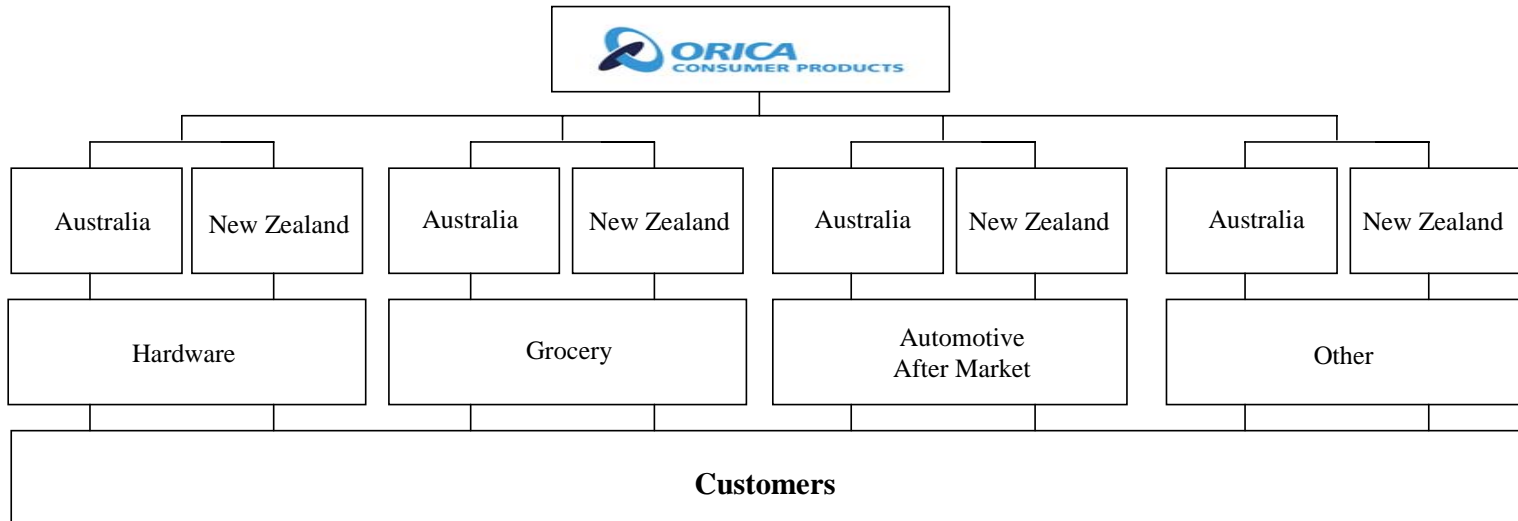 ORICA
CONSUMER PRODUCTS
Australia
New Zealand
Australia
New Zealand
Australia
New Zealand
Australia
New Zealand
Hardware
Grocery
Automotive
After Market
Other
Customers